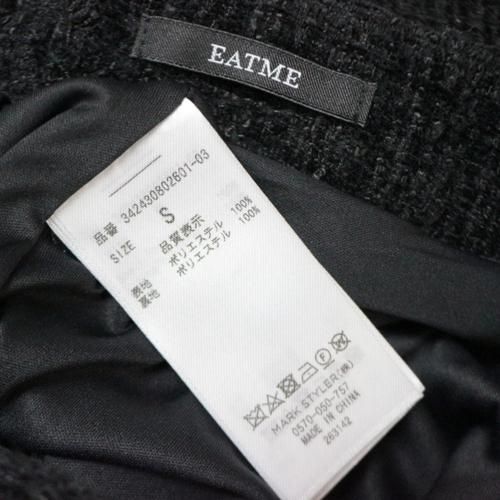 EATME
品番 342430802601-03
SIZE S
品質表示
表地 ポリエステル 100%
裏地 ポリエステル 100%
MARK STYLER(株)
0570-050-757
MADE IN CHINA
263142